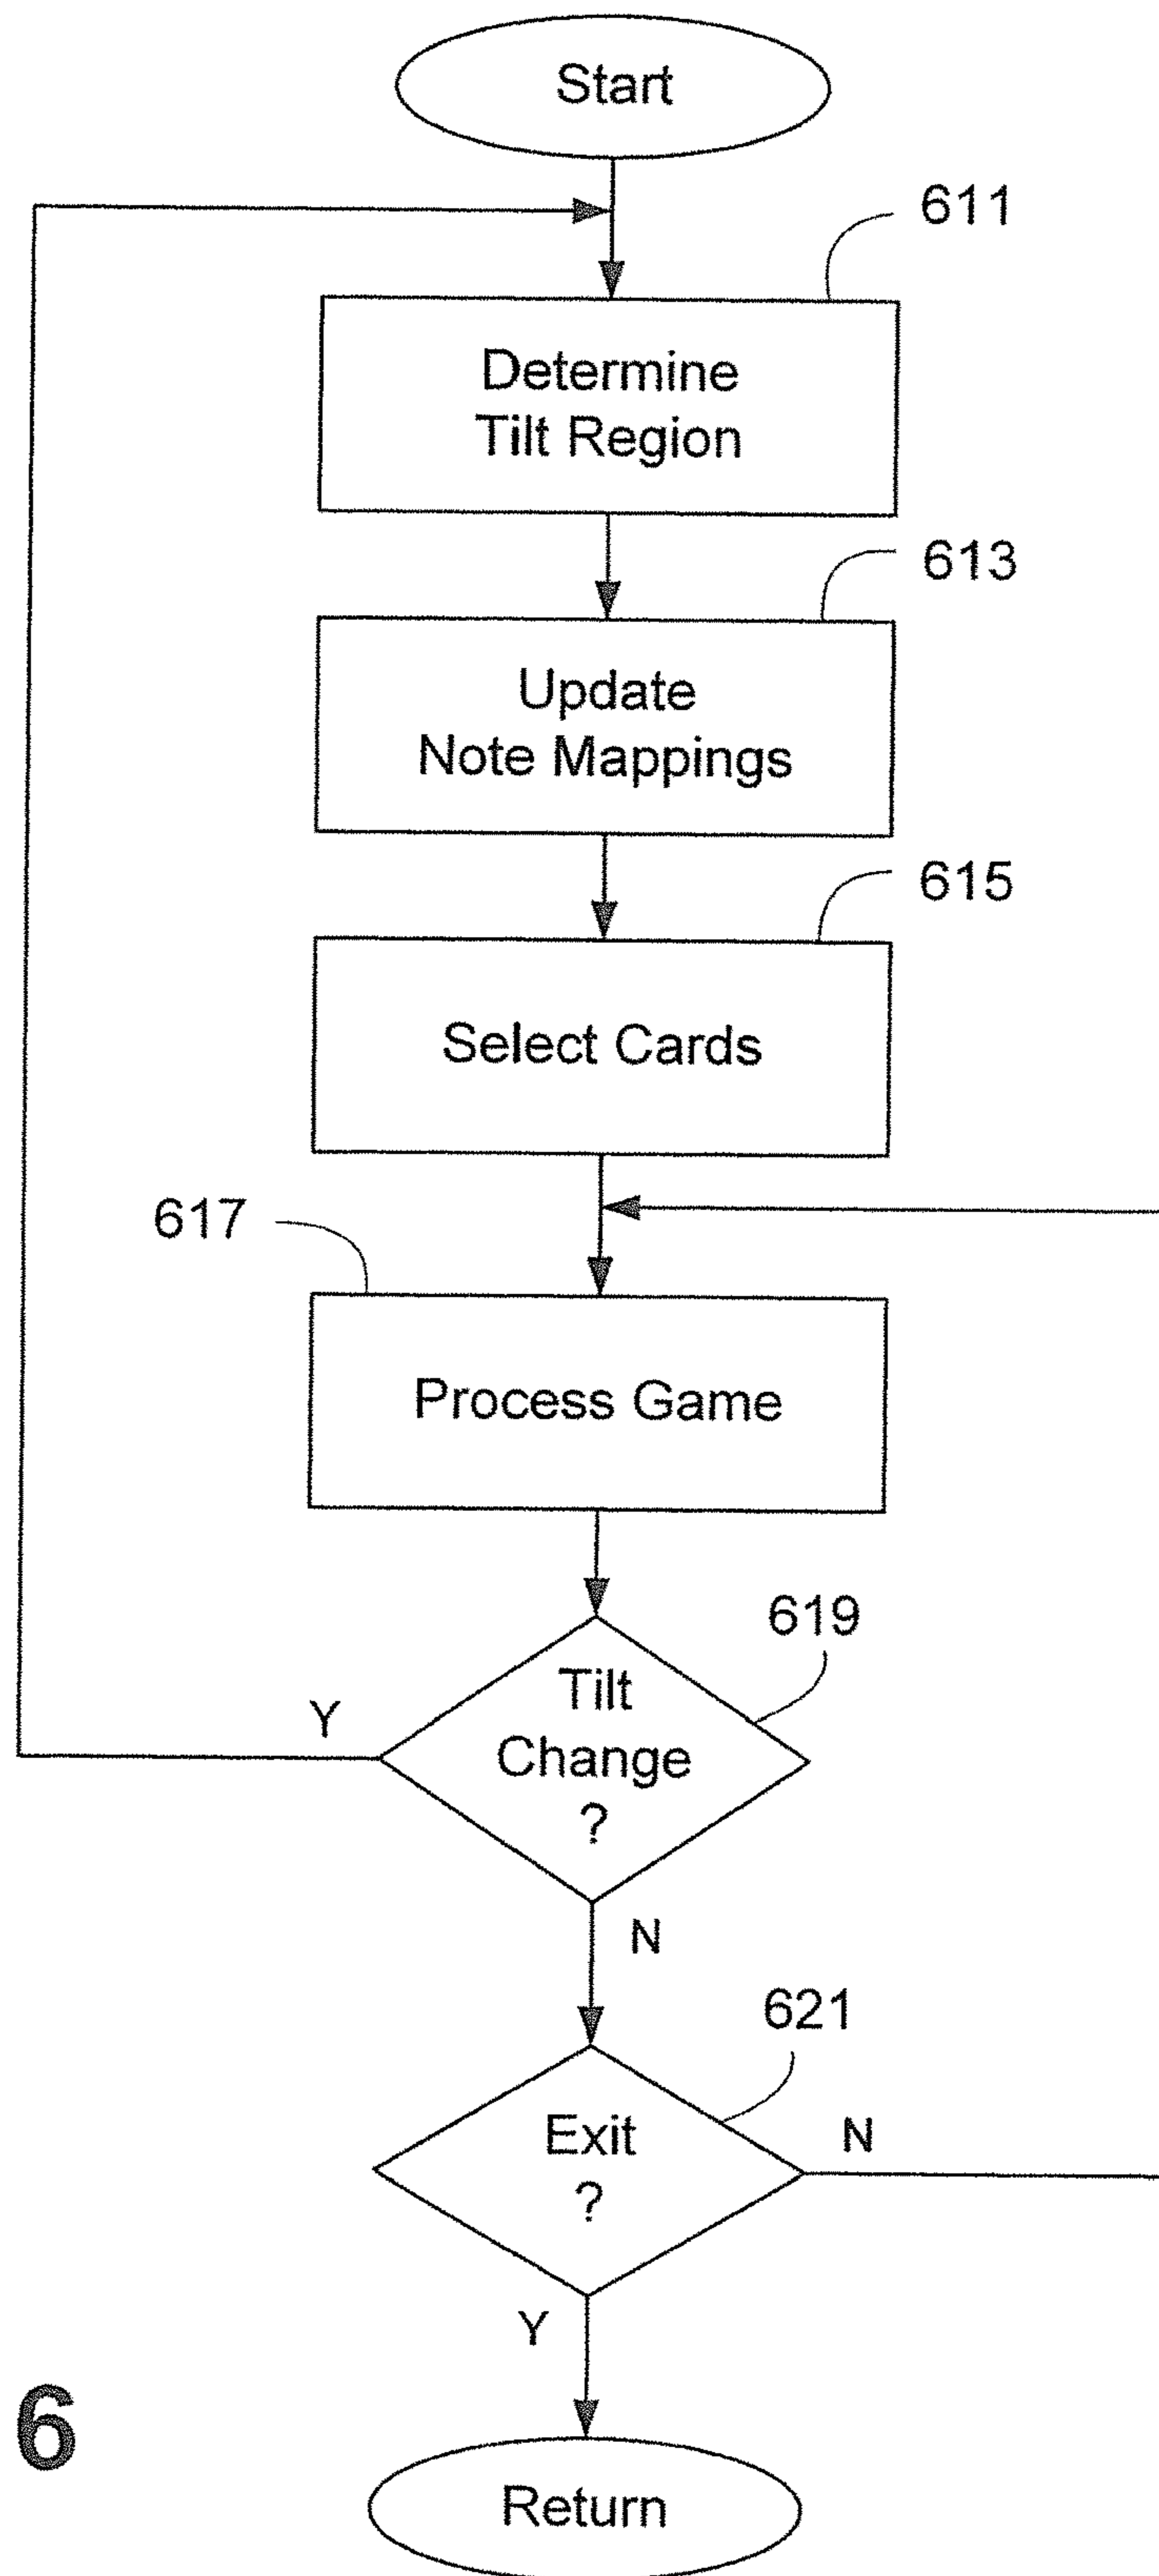 Start
611
Determine
Tilt Region
613
Update
Note Mappings
615
Select Cards
617
Process Game
619
Tilt
Change
?
Y
N
621
Exit
?
N
Y
6
Return